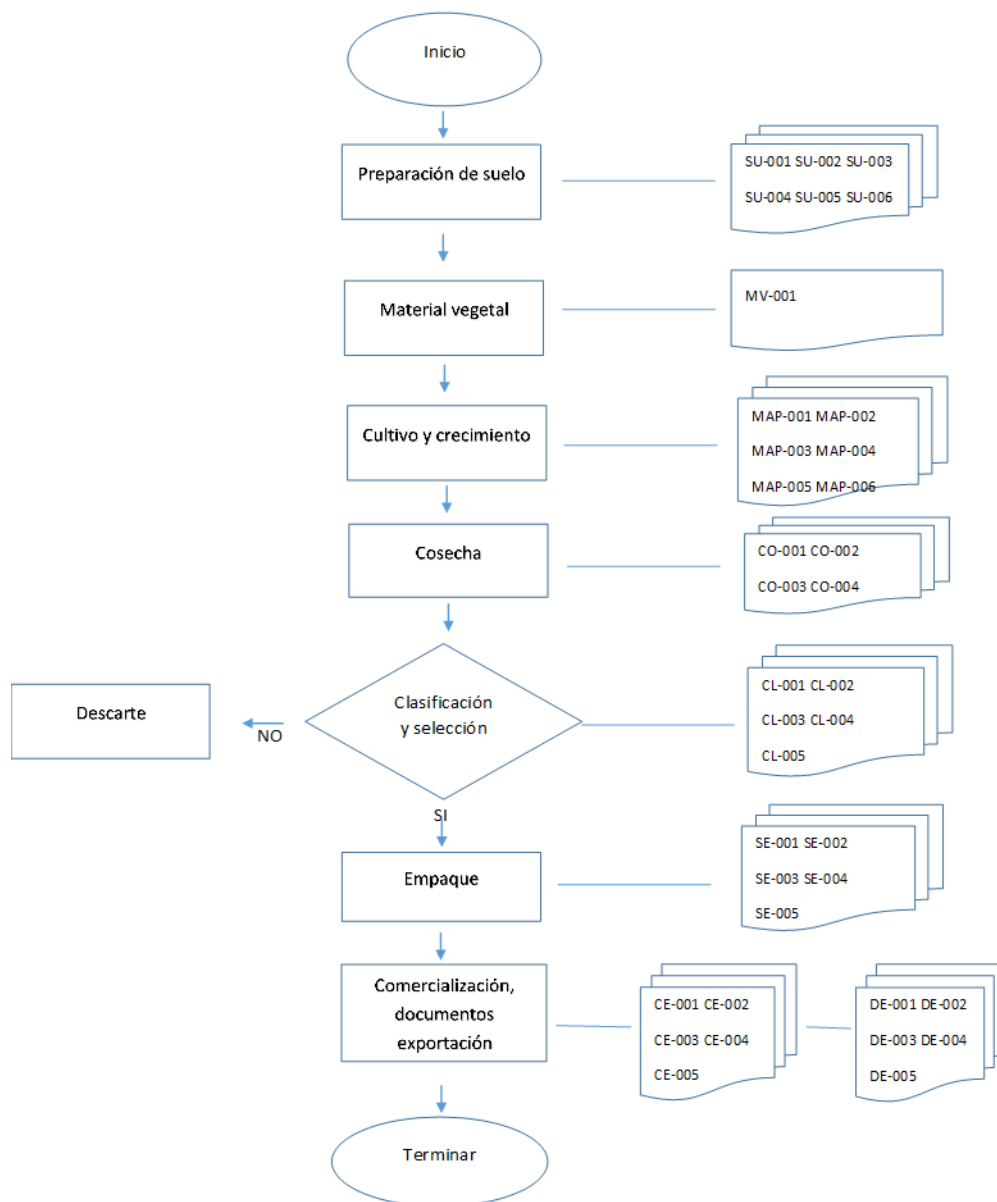 Inicio
Preparación de suelo
SU-001 SU-002 SU-003
SU-004 SU-005 SU-006
Material vegetal
MV-001
Cultivo y crecimiento
MAP-001 MAP-002
MAP-003 MAP-004
MAP-005 MAP-006
Cosecha
CO-001 CO-002
CO-003 CO-004
Clasificación
y selección
CL-001 CL-002
CL-003 CL-004
CL-005
Descarte
NO
SI
Empaque
SE-001 SE-002
SE-003 SE-004
SE-005
Comercialización,
documentos
exportación
CE-001 CE-002
CE-003 CE-004
CE-005
DE-001 DE-002
DE-003 DE-004
DE-005
Terminar